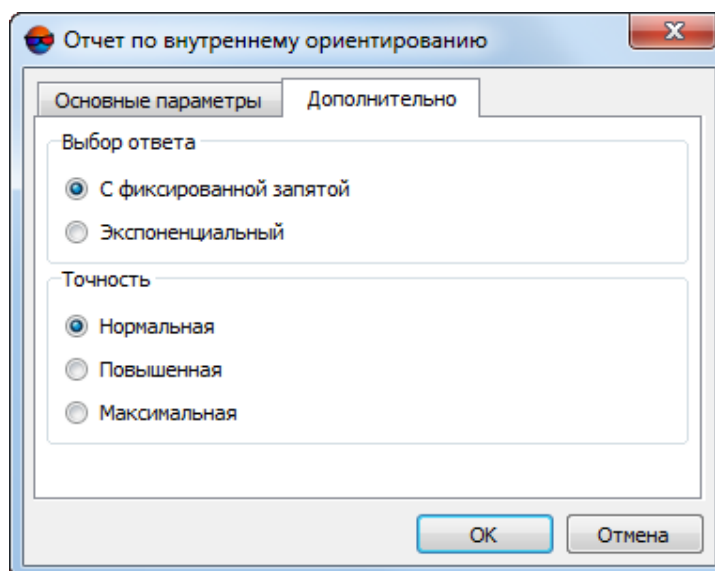 Отчет по внутреннему ориентированию
Основные параметры
Дополнительно
Выбор ответа
С фиксированной запятой
Экспоненциальный
Точность
Нормальная
Повышенная
Максимальная
OK
Отмена